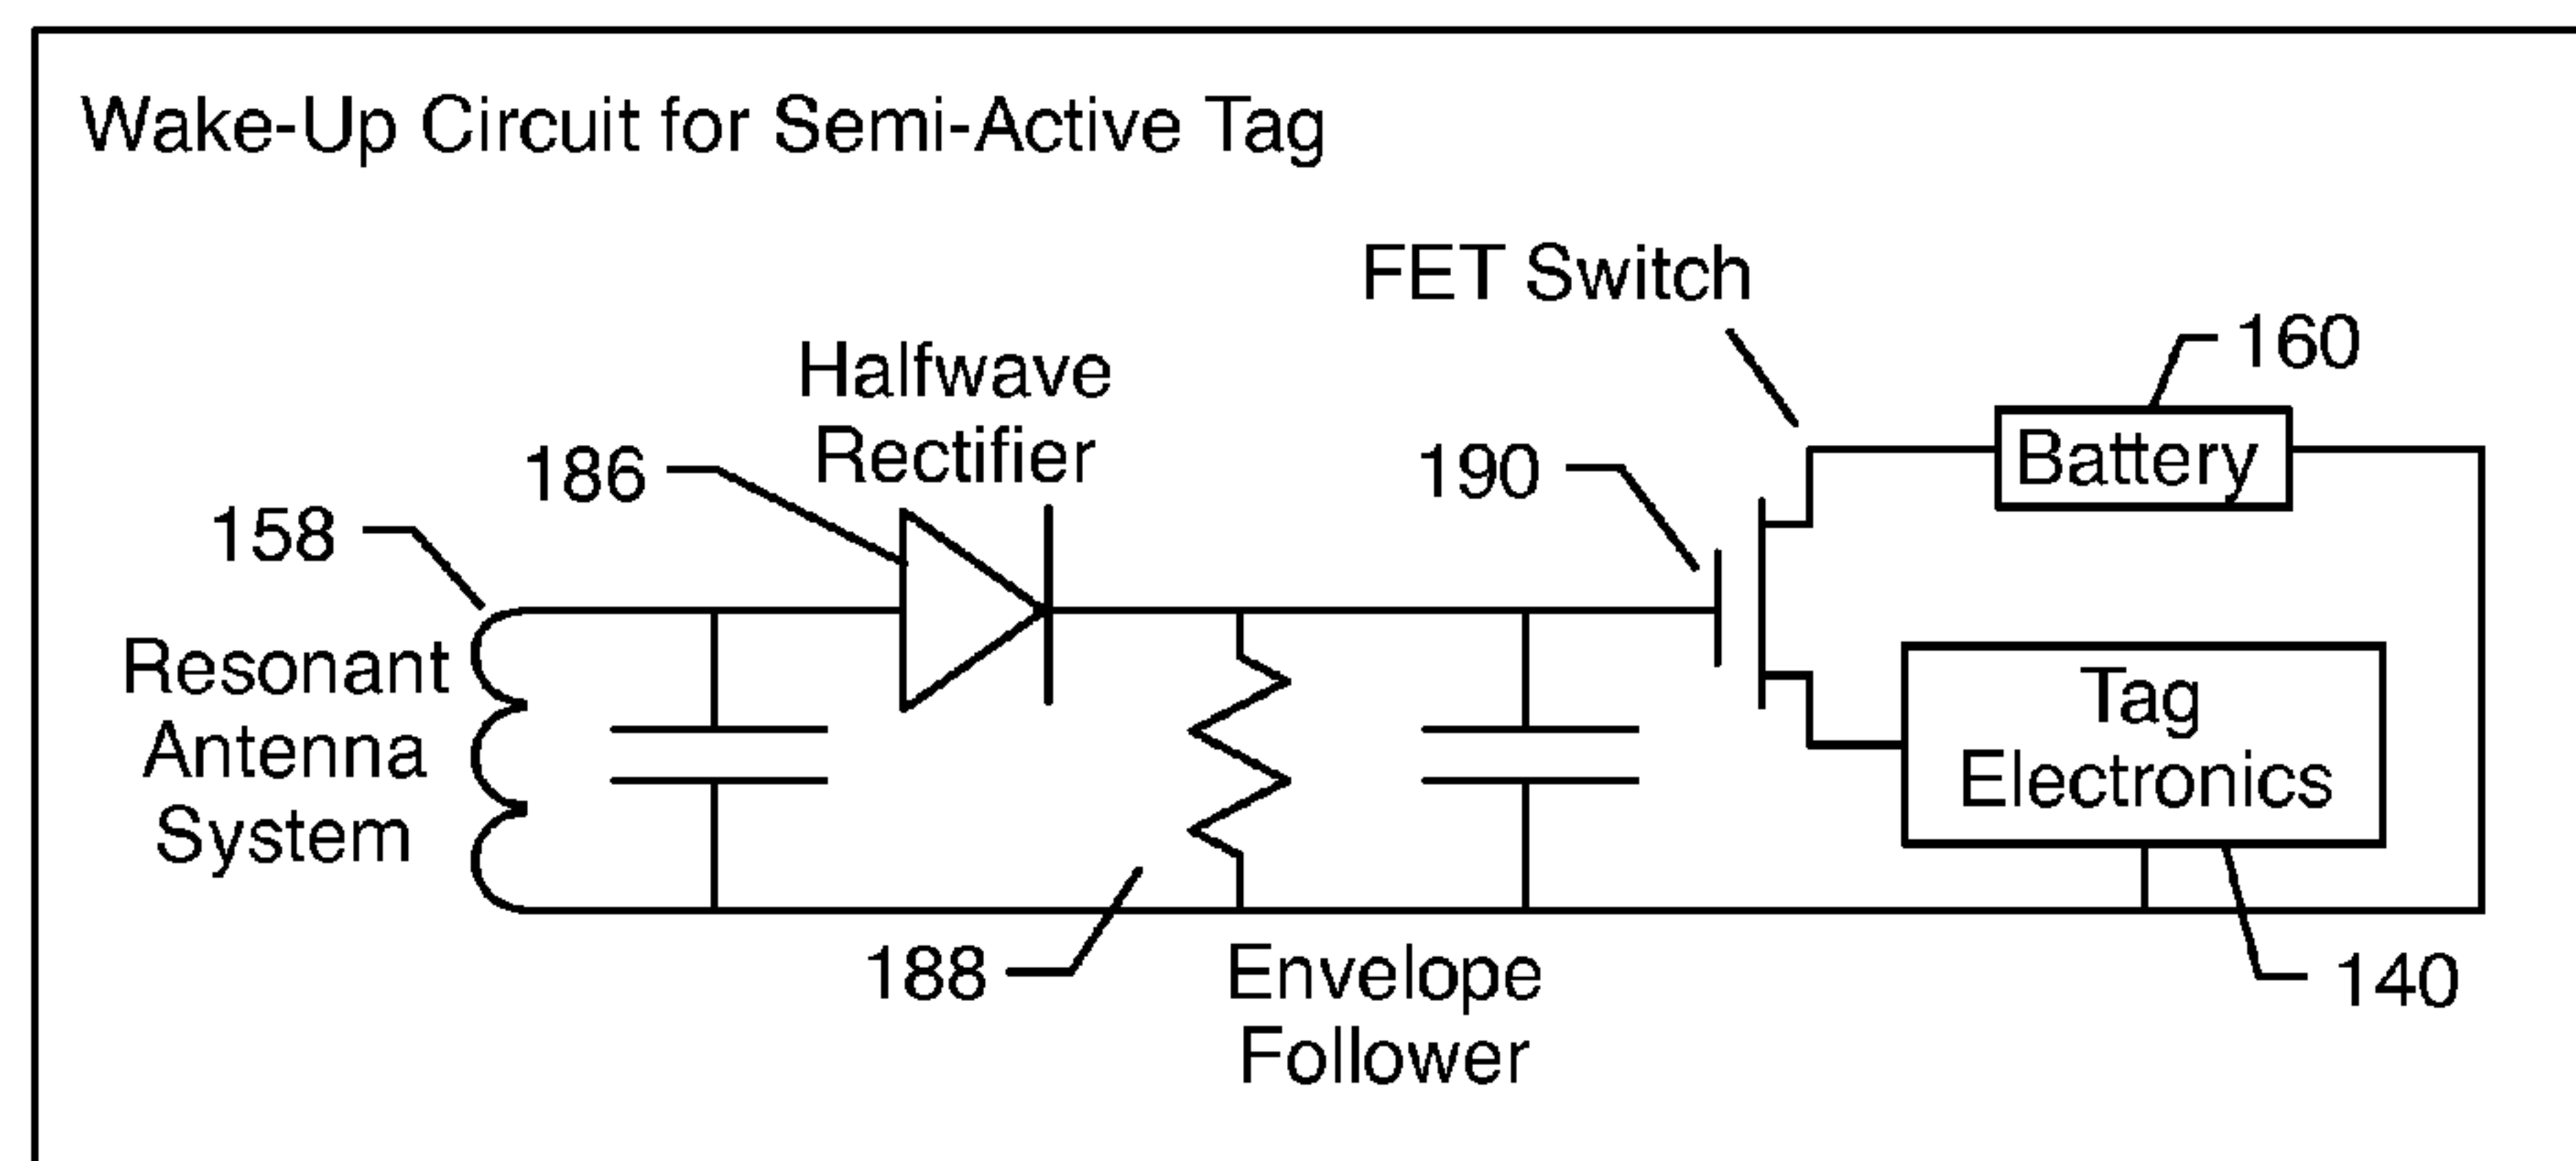 Wake-Up Circuit for Semi-Active Tag
FET Switch
160
Halfwave
Rectifier
Battery
186
190
158
Resonant
Antenna
System
Tag
Electronics
188
Envelope
Follower
140